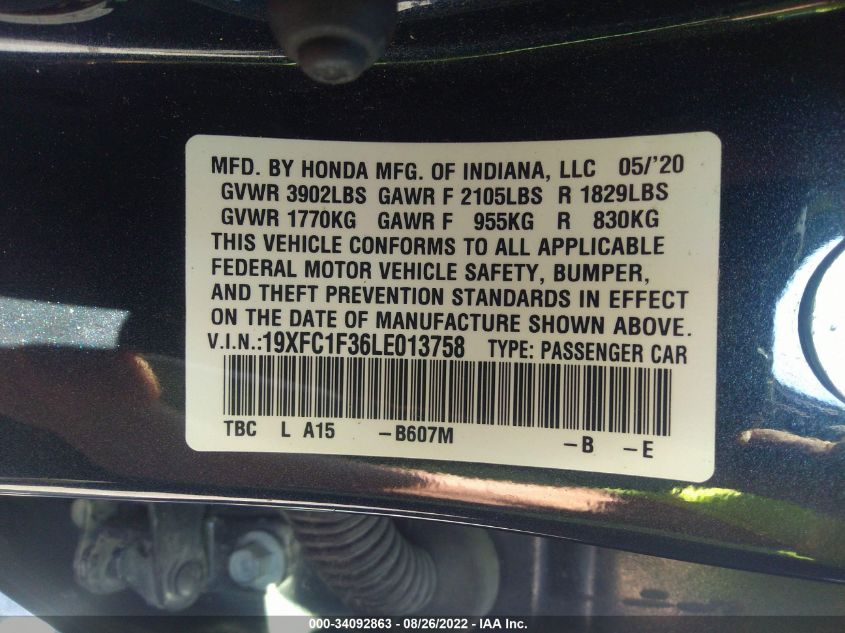 MFD. BY HONDA MFG. OF INDIANA, LLC 05/'20
GVWR 3902LBS GAWR F 2105LBS R 1829LBS
GVWR 1770KG GAWR F 955KG R 830KG
THIS VEHICLE CONFORMS TO ALL APPLICABLE
FEDERAL MOTOR VEHICLE SAFETY, BUMPER,
AND THEFT PREVENTION STANDARDS IN EFFECT
ON THE DATE OF MANUFACTURE SHOWN ABOVE.
V.I.N.:19XFC1F36LE013758 TYPE: PASSENGER CAR
TBC L A15 -B607M -B -E
000-34092863 - 08/26/2022 - IAA Inc.